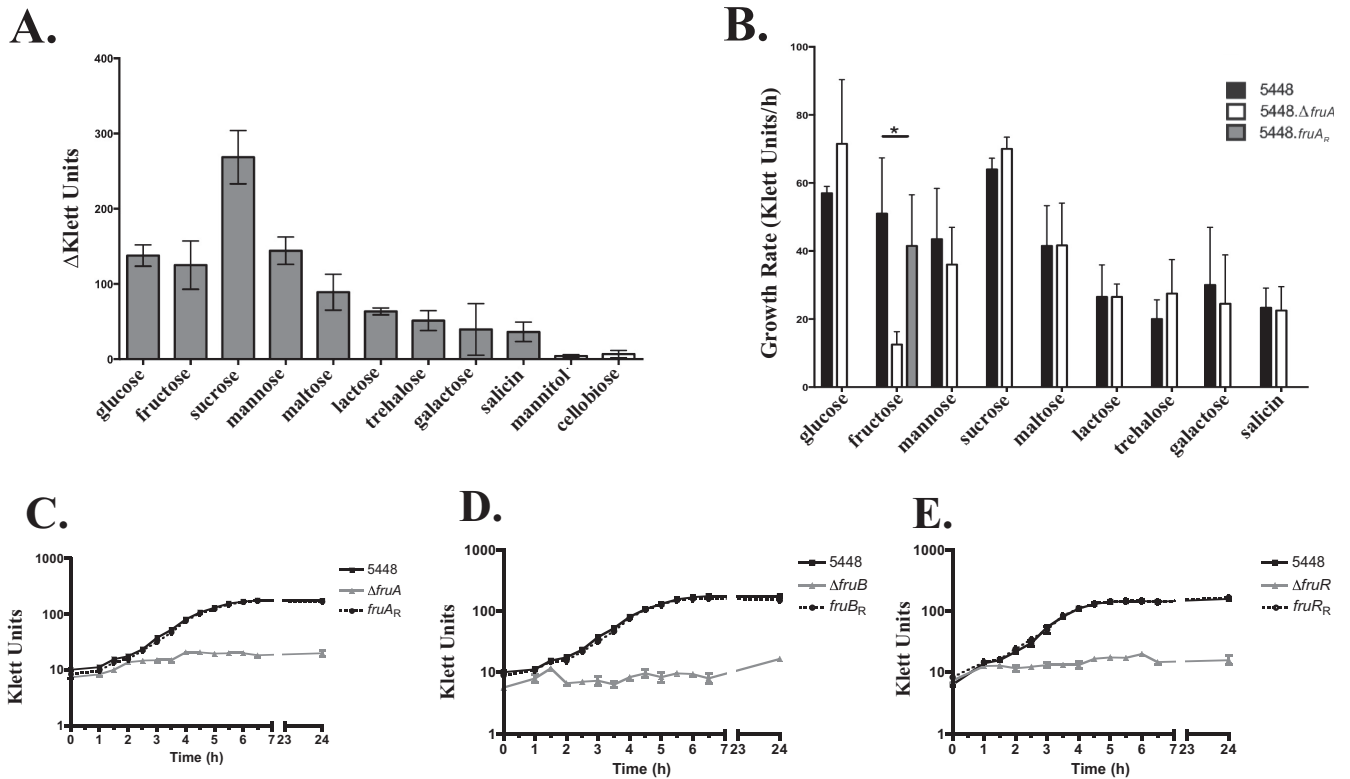 A.
ΔKlett Units
400
300
200
100
0
glucose
fructose
sucrose
mannose
maltose
lactose
trehalose
galactose
salicin
mannitol
cellobiose
B.
Growth Rate (Klett Units/h)
100
80
60
40
20
0
*
5448
5448.ΔfruA
5448.fruAR
glucose
fructose
mannose
sucrose
maltose
lactose
trehalose
galactose
salicin
C.
Klett Units
1000
100
10
1
0 1 2 3 4 5 6 7 23 24
Time (h)
5448
ΔfruA
fruAR
D.
Klett Units
1000
100
10
1
0 1 2 3 4 5 6 7 23 24
Time (h)
5448
ΔfruB
fruBR
E.
Klett Units
1000
100
10
1
0 1 2 3 4 5 6 7 23 24
Time (h)
5448
ΔfruR
fruRR